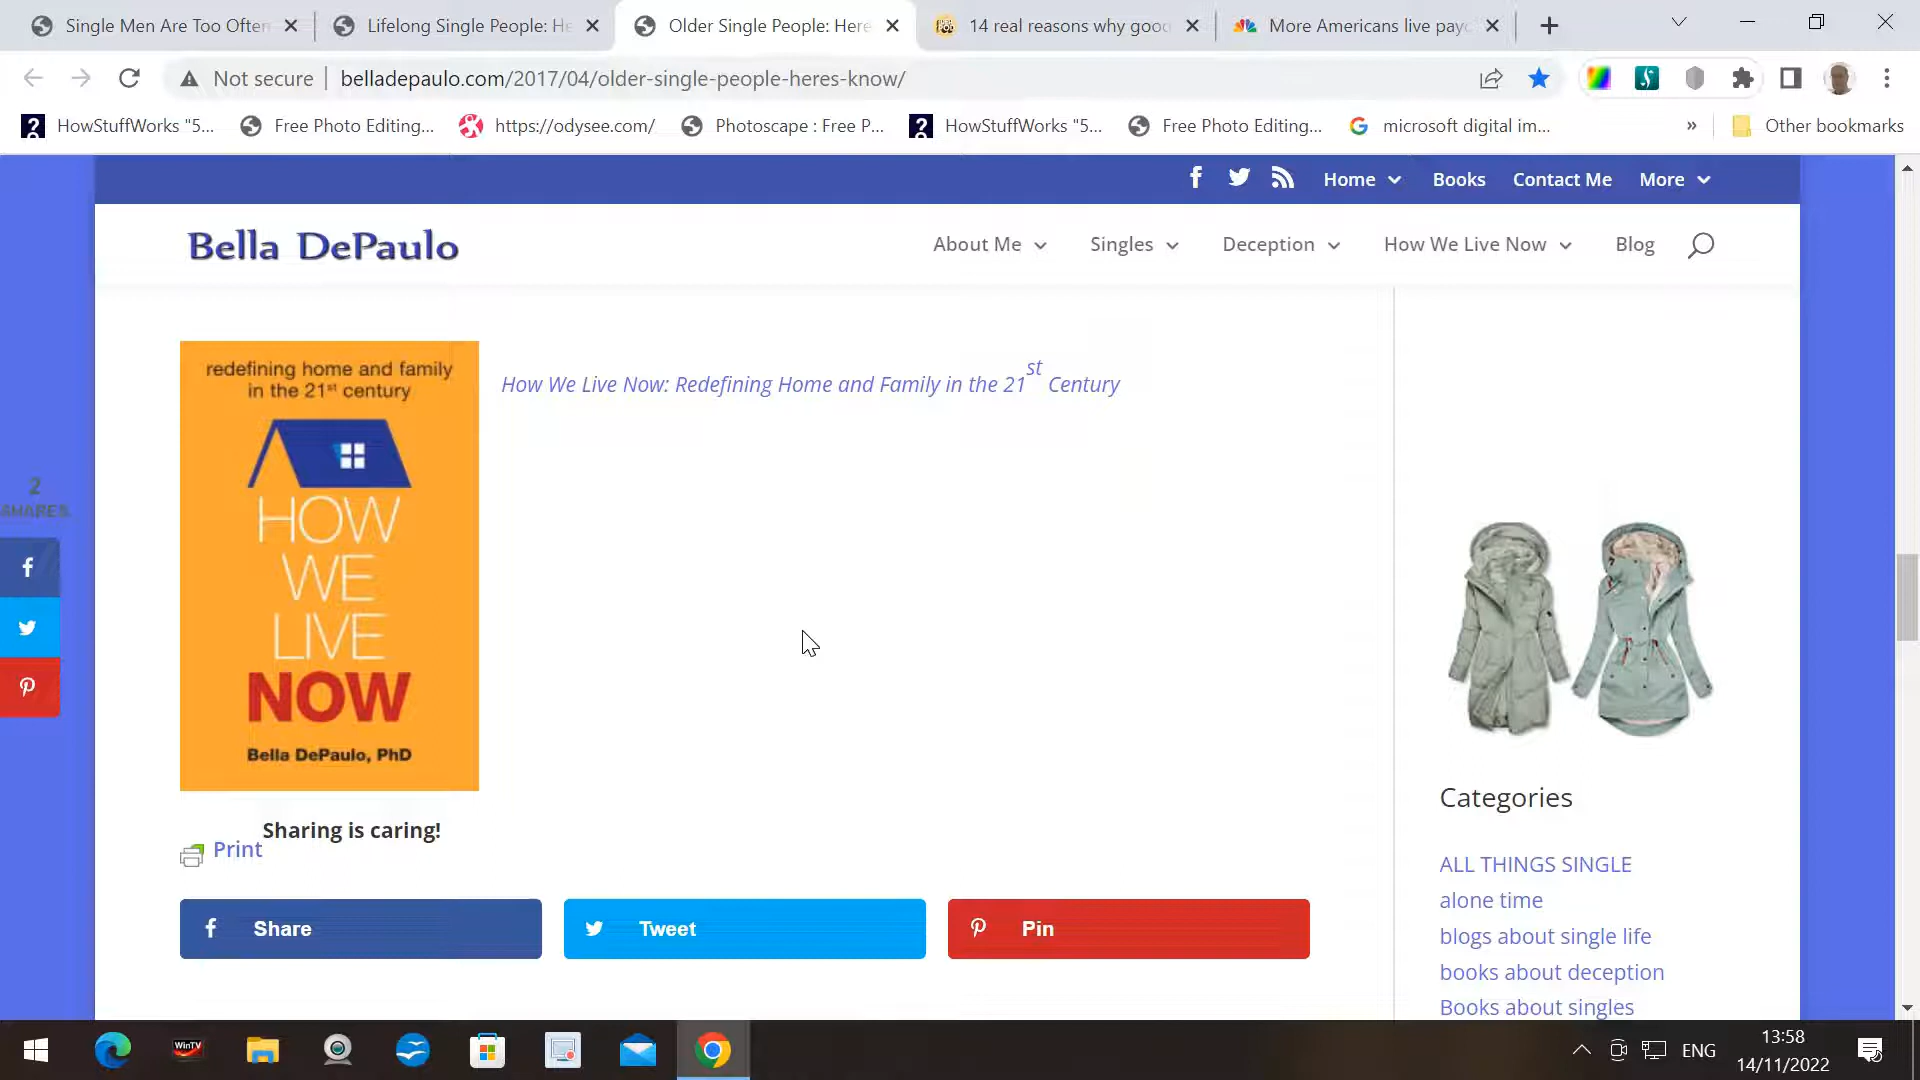 Single Men Are Too Often
Lifelong Single People: He
Older Single People: Here
14 real reasons why good
More Americans live payc
Not secure
belladepaulo.com/2017/04/older-single-people-heres-know/
HowStuffWorks "5...
Free Photo Editing...
https://odysee.com/
Photoscape : Free P...
HowStuffWorks "5...
Free Photo Editing...
microsoft digital im...
»
Other bookmarks
Home
Books
Contact Me
More
Bella DePaulo
About Me
Singles
Deception
How We Live Now
Blog
redefining home and family
in the 21st century
HOW
WE
LIVE
NOW
Bella DePaulo, PhD
How We Live Now: Redefining Home and Family in the 21st Century
2
SHARES
Sharing is caring!
Print
Share
Tweet
Pin
Categories
ALL THINGS SINGLE
alone time
blogs about single life
books about deception
Books about singles
WinTV
ENG
13:58
14/11/2022